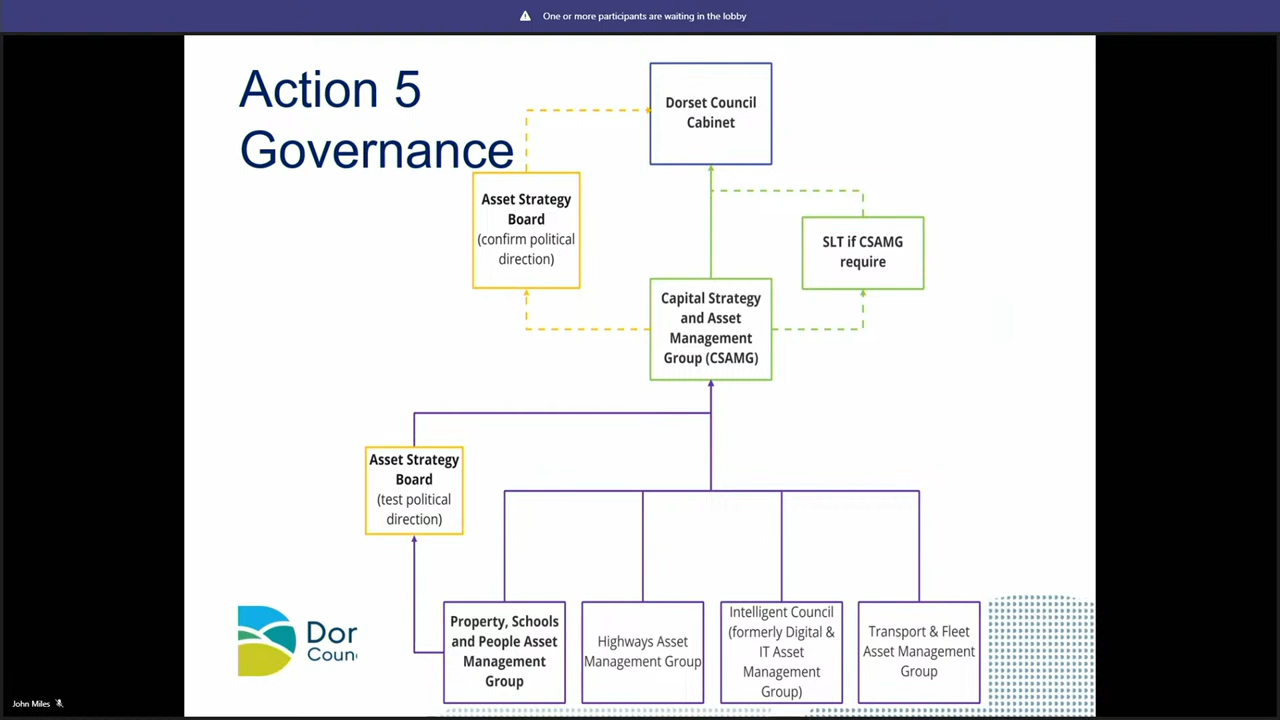 One or more participants are waiting in the lobby
Action 5
Governance
Dorset Council
Cabinet
Asset Strategy
Board
(confirm political
direction)
SLT if CSAMG
require
Capital Strategy
and Asset
Management
Group (CSAMG)
Asset Strategy
Board
(test political
direction)
Property, Schools
and People Asset
Management
Group
Highways Asset
Management Group
Intelligent Council
(formerly Digital &
IT Asset
Management
Group)
Transport & Fleet
Asset Management
Group
Dor
Counc
John Miles